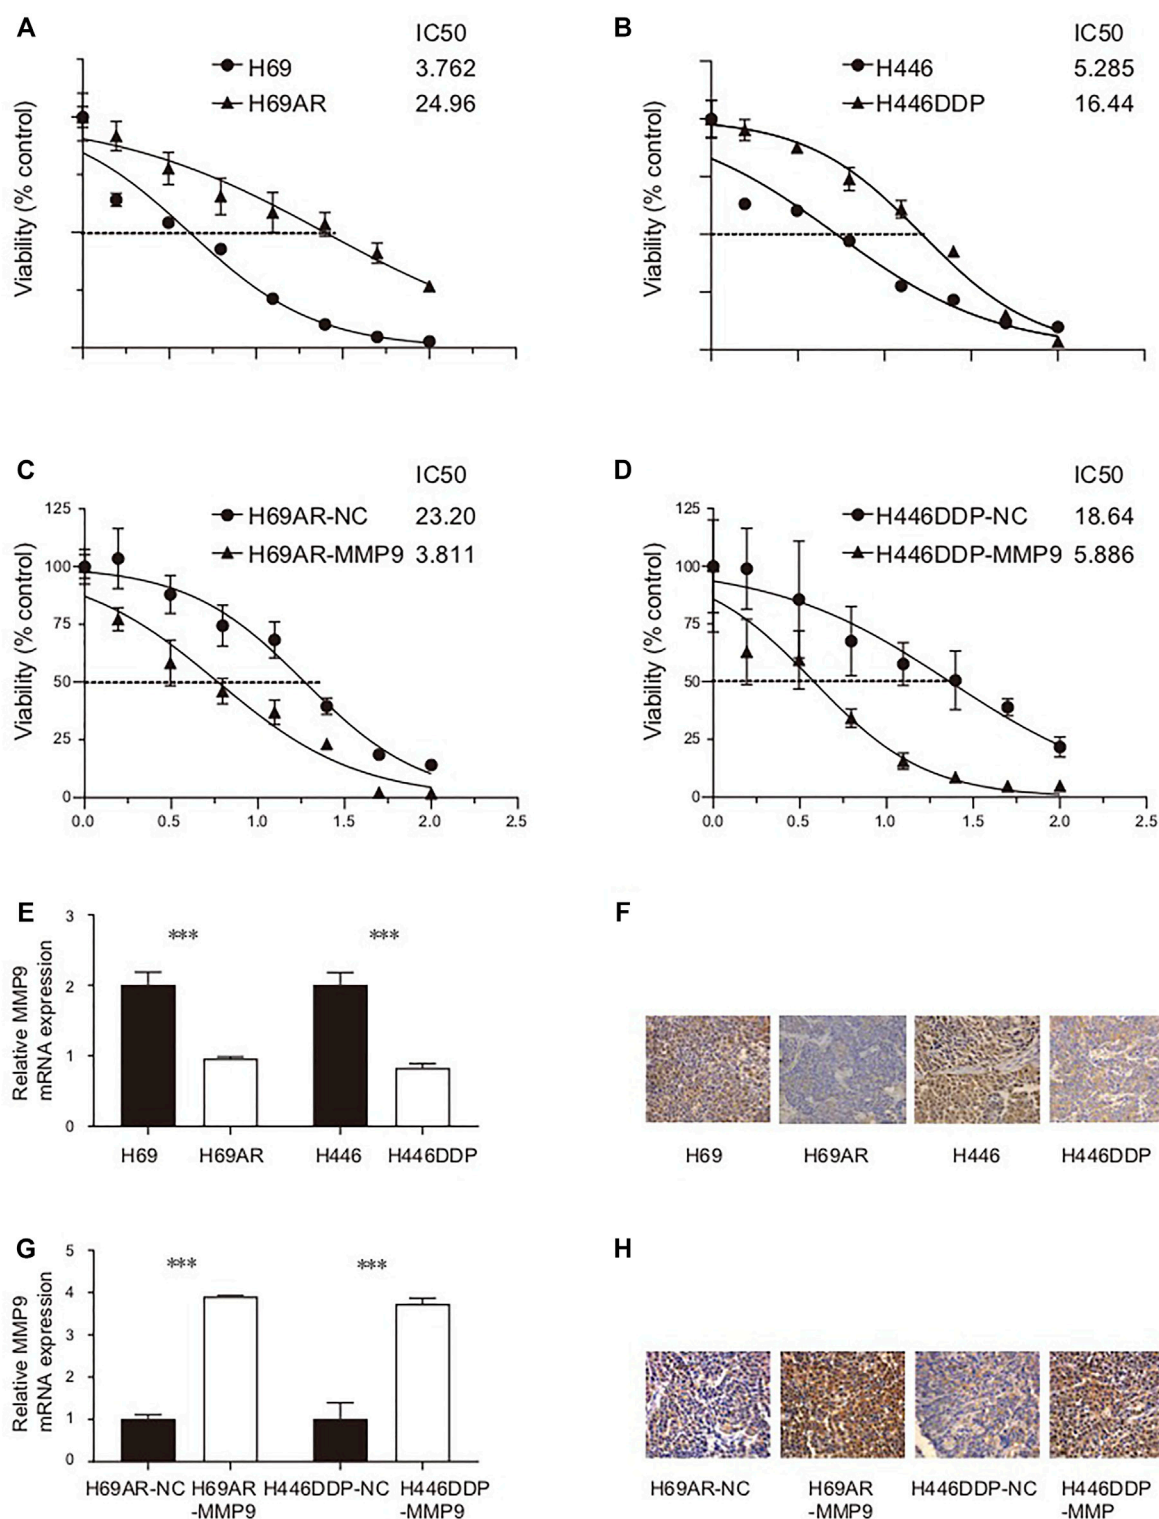 A
IC50
H69 3.762
H69AR 24.96
Viability (% control)
B
IC50
H446 5.285
H446DDP 16.44
Viability (% control)
C
IC50
H69AR-NC 23.20
H69AR-MMP9 3.811
Viability (% control)
125
100
75
50
25
0
0.0 0.5 1.0 1.5 2.0 2.5
D
IC50
H446DDP-NC 18.64
H446DDP-MMP9 5.886
Viability (% control)
125
100
75
50
25
0
0.0 0.5 1.0 1.5 2.0 2.5
E
Relative MMP9
mRNA expression
3
2
1
0
*** ***
H69 H69AR H446 H446DDP
F
H69 H69AR H446 H446DDP
G
Relative MMP9
mRNA expression
5
4
3
2
1
0
*** ***
H69AR-NC H69AR H446DDP-NC H446DDP
-MMP9 -MMP9
H
H69AR-NC H69AR H446DDP-NC H446DDP
-MMP9 -MMP